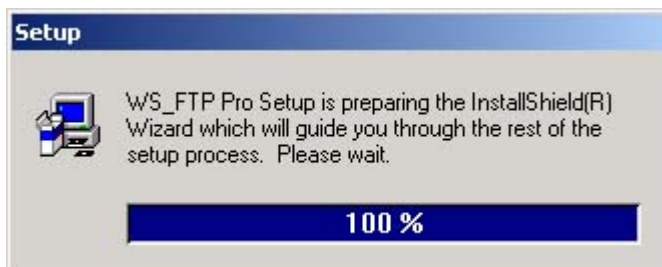 Setup
WS_FTP Pro Setup is preparing the InstallShield(R)
Wizard which will guide you through the rest of the
setup process.  Please wait.
100 %